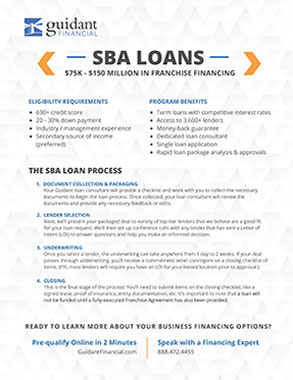 guidant
FINANCIAL
SBA LOANS
$75K - $150 MILLION IN FRANCHISE FINANCING
ELIGIBILITY REQUIREMENTS
• 690+ credit score
• 20 - 30% down payment
• Industry / management experience
• Secondary source of income
(preferred)
PROGRAM BENEFITS
• Term loans with competitive interest rates
• Access to 3,600+ lenders
• Money-back guarantee
• Dedicated loan consultant
• Single loan application
• Rapid loan package analysis & approvals
THE SBA LOAN PROCESS
1. DOCUMENT COLLECTION & PACKAGING
Your Guidant loan consultant will provide a checklist and work with you to collect the necessary
documents to begin the loan process. Once collected, your loan consultant will review the
documents and provide any necessary feedback or edits.
2. LENDER SELECTION
Next, we'll present your packaged deal to variety of top-tier lenders that we believe are a good fit
for your loan request. We'll then set up conference calls with any lender that has sent a Letter of
Intent (LOI) to answer questions and help you make an informed decision.
3. UNDERWRITING
Once you select a lender, the underwriting can take anywhere from 1 day to 2 weeks. If your deal
passes through underwriting, you'll receive a commitment letter contingent on a closing checklist of
items. (FYI, most lenders will require you have an LOI for your leased location prior to approval.)
4. CLOSING
This is the final stage of the process! You'll need to submit items on the closing checklist, like a
signed lease, proof of insurance, and entity documentation, etc. It's important to note that a loan will
not be funded until a fully-executed Franchise Agreement has also been provided.
READY TO LEARN MORE ABOUT YOUR BUSINESS FINANCING OPTIONS?
Pre-qualify Online in 2 Minutes
GuidantFinancial.com
Speak with a Financing Expert
888.472.4455